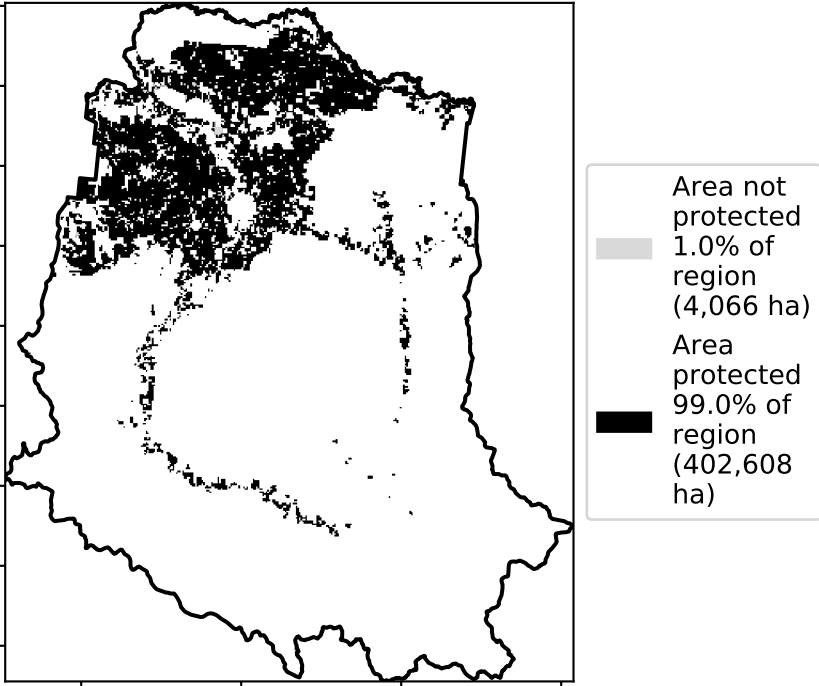 Area not
protected
1.0% of
region
(4,066 ha)
Area
protected
99.0% of
region
(402,608
ha)